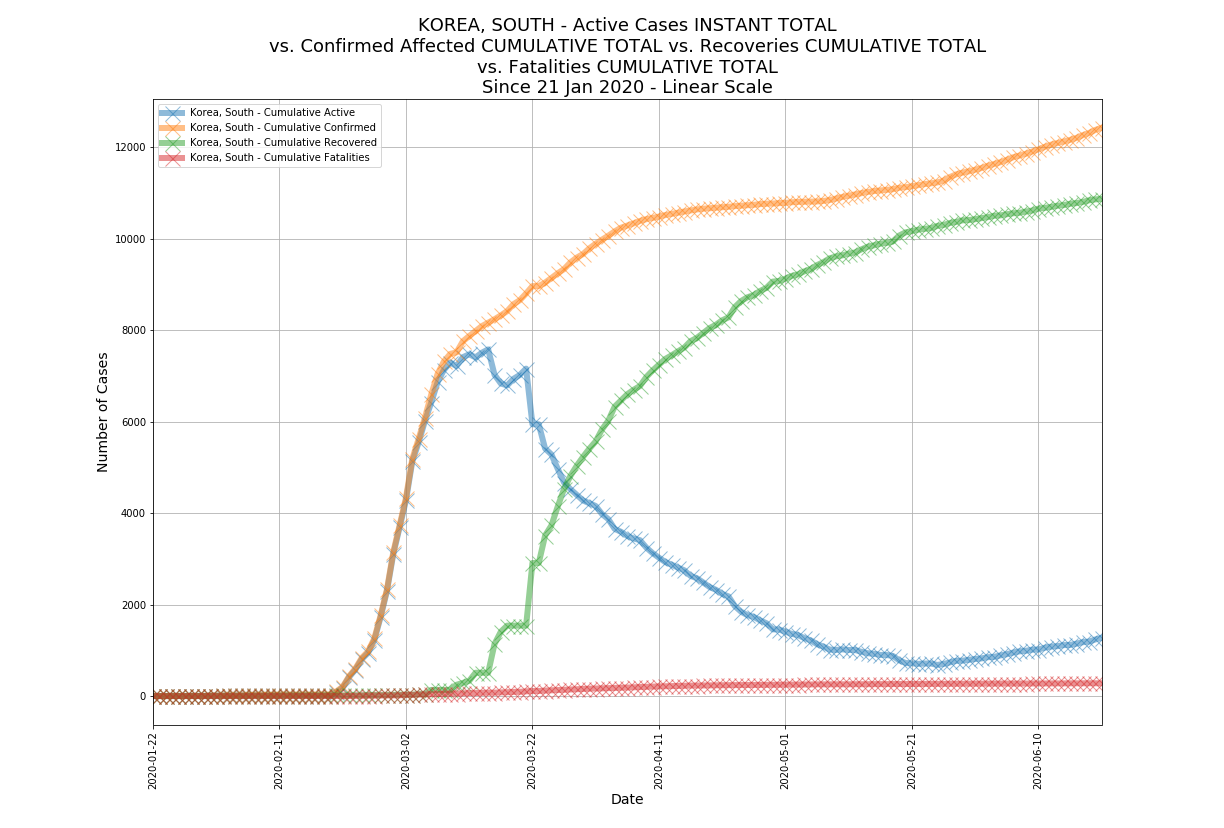 KOREA, SOUTH - Active Cases INSTANT TOTAL
vs. Confirmed Affected CUMULATIVE TOTAL vs. Recoveries CUMULATIVE TOTAL
vs. Fatalities CUMULATIVE TOTAL
Since 21 Jan 2020 - Linear Scale
Korea, South - Cumulative Active
Korea, South - Cumulative Confirmed
Korea, South - Cumulative Recovered
Korea, South - Cumulative Fatalities
Number of Cases
12000
10000
8000
6000
4000
2000
0
2020-01-22
2020-02-11
2020-03-02
2020-03-22
2020-04-11
2020-05-01
2020-05-21
2020-06-10
Date